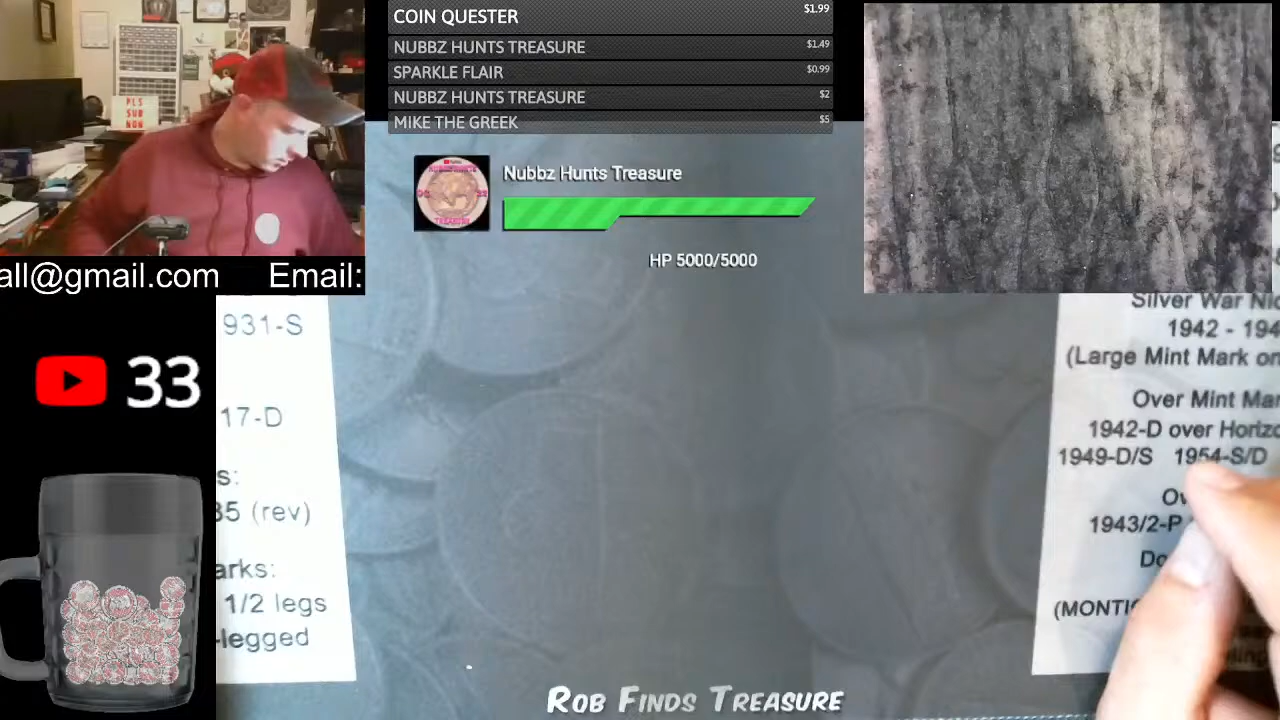 COIN QUESTER $1.99
NUBBZ HUNTS TREASURE $1.49
SPARKLE FLAIR $0.99
NUBBZ HUNTS TREASURE $2
MIKE THE GREEK $5
PLS
SUB
NOW
Nubbz Hunts Treasure
HP 5000/5000
all@gmail.com Email:
33
931-S
17-D
s:
35 (rev)
arks:
1/2 legs
-legged
Silver War Nic
1942 - 194
(Large Mint Mark on
Over Mint Mar
1942-D over Horizo
1949-D/S 1954-S/D
Ov
1943/2-P
Do
(MONTIC
ROB FINDS TREASURE